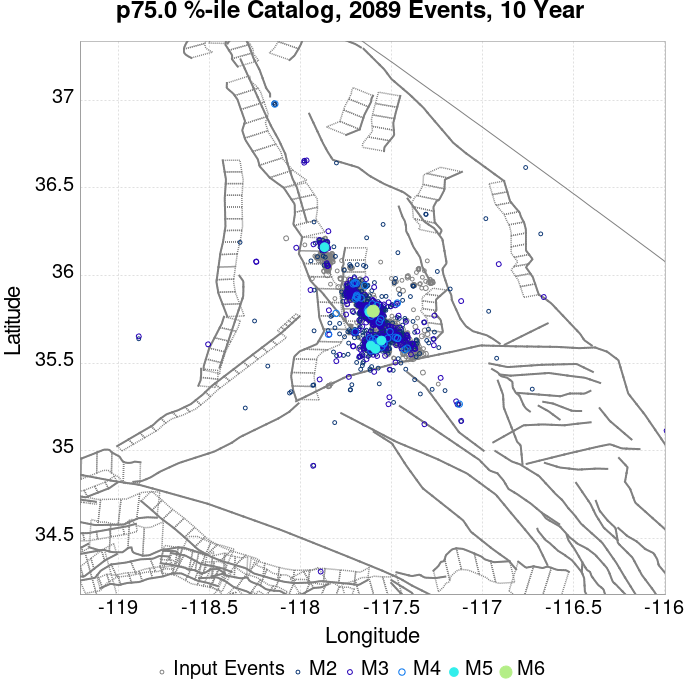 p75.0 %-ile Catalog, 2089 Events, 10 Year
37
36.5
36
35.5
35
34.5
Latitude
-119 -118.5 -118 -117.5 -117 -116.5 -116
Longitude
Input Events M2 M3 M4 M5 M6